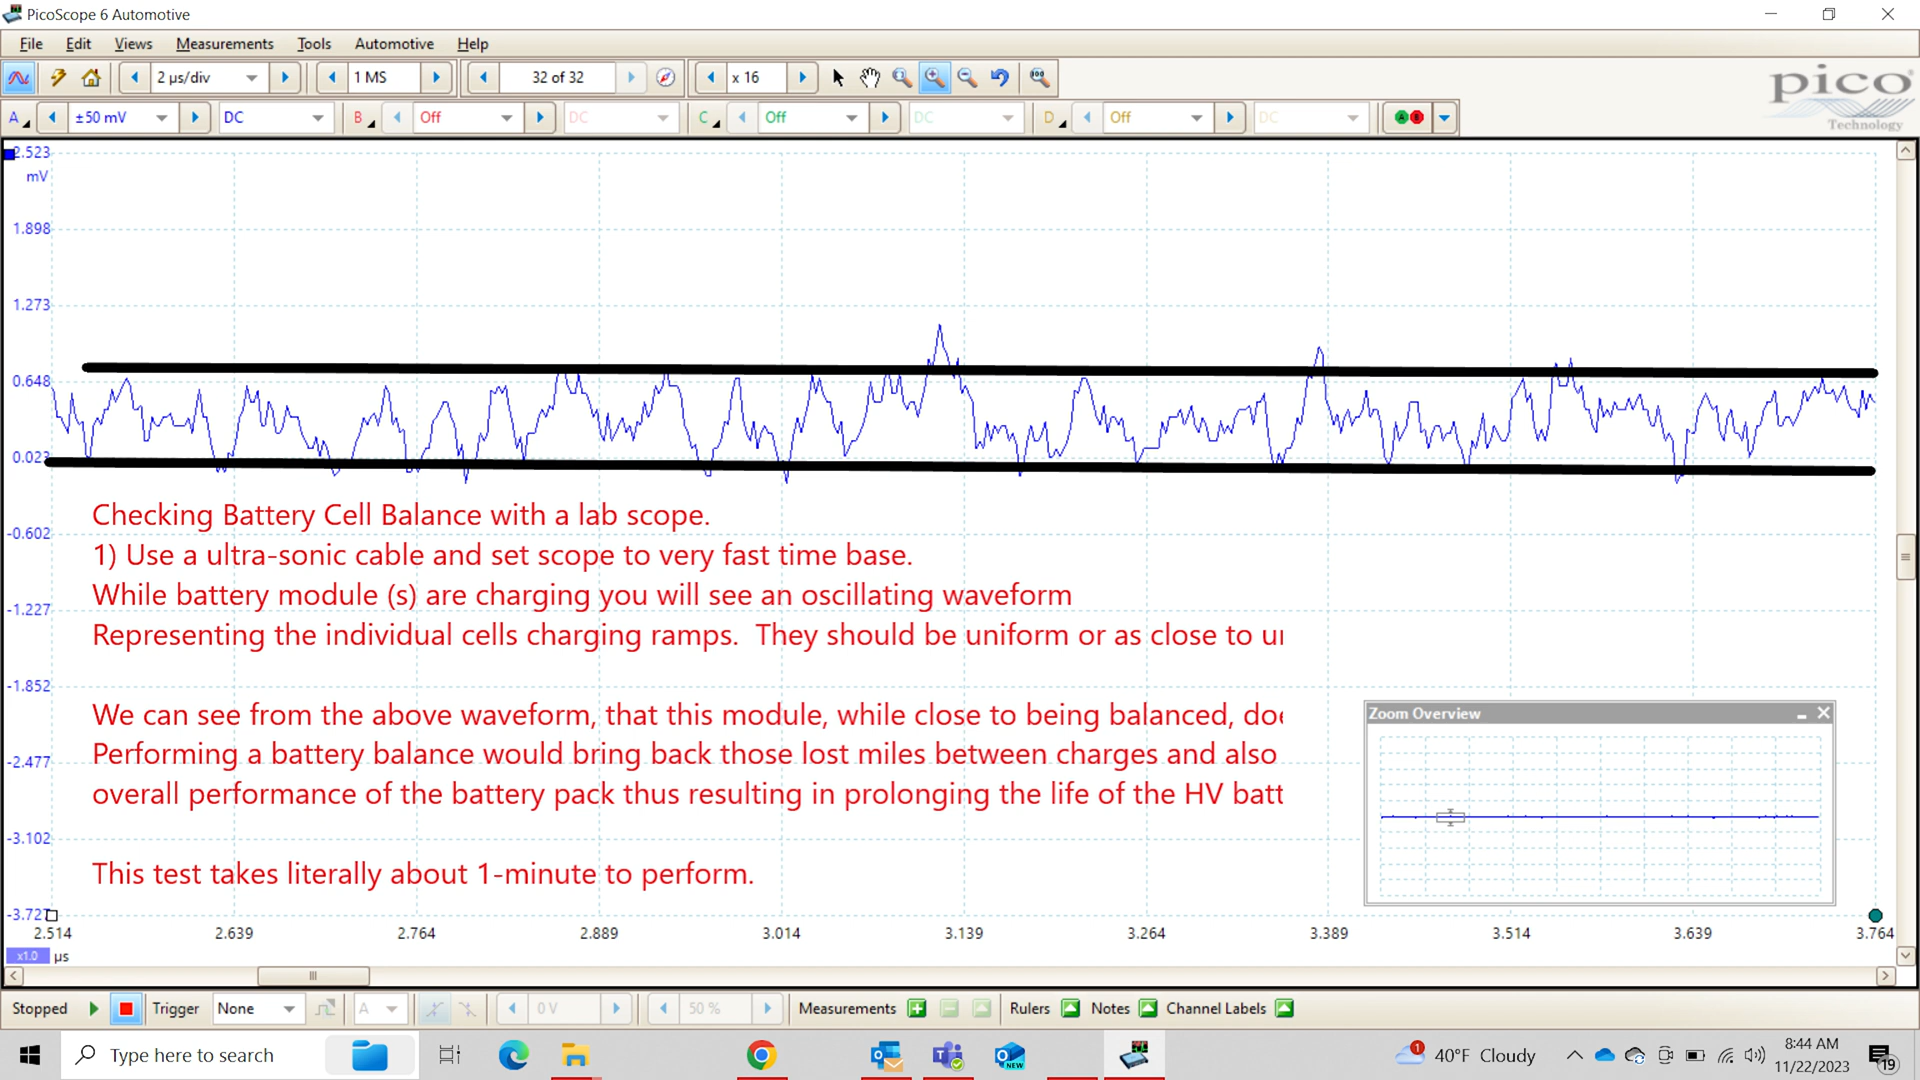 PicoScope 6 Automotive
File Edit Views Measurements Tools Automotive Help
2 µs/div 1 MS 32 of 32 x 16
pico
Technology
A ±50 mV DC B Off DC C Off DC D Off DC
2.523
mV
1.898
1.273
0.648
0.023
-0.602
-1.227
-1.852
-2.477
-3.102
-3.727
Checking Battery Cell Balance with a lab scope.
1) Use a ultra-sonic cable and set scope to very fast time base.
While battery module (s) are charging you will see an oscillating waveform
Representing the individual cells charging ramps. They should be uniform or as close to
We can see from the above waveform, that this module, while close to being balanced,
Performing a battery balance would bring back those lost miles between charges and also
overall performance of the battery pack thus resulting in prolonging the life of the HV batt
This test takes literally about 1-minute to perform.
Zoom Overview
2.514 2.639 2.764 2.889 3.014 3.139 3.264 3.389 3.514 3.639 3.764
x1.0 µs
Stopped Trigger None A 0 V 50 % Measurements Rulers Notes Channel Labels
Type here to search
NEW
1 40°F Cloudy
8:44 AM
11/22/2023
19